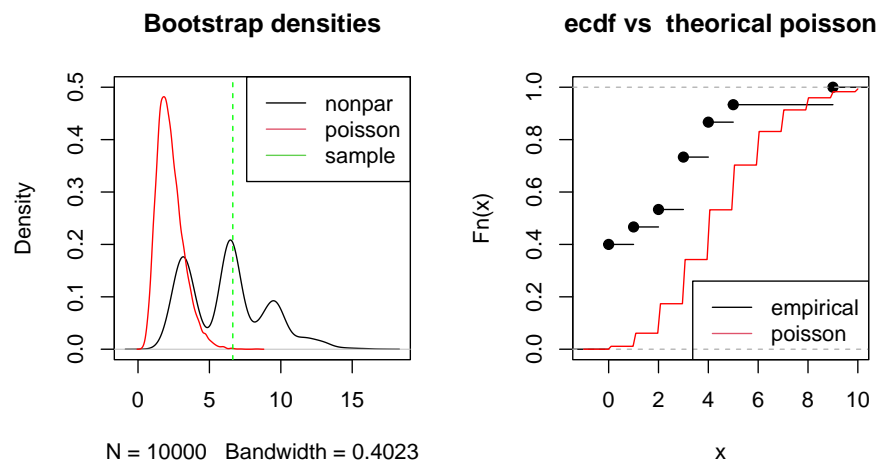 Bootstrap densities
Density
0.0 0.1 0.2 0.3 0.4 0.5
nonpar
poisson
sample
0 5 10 15
N = 10000 Bandwidth = 0.4023
ecdf vs theorical poisson
Fn(x)
0.0 0.2 0.4 0.6 0.8 1.0
empirical
poisson
0 2 4 6 8 10
x